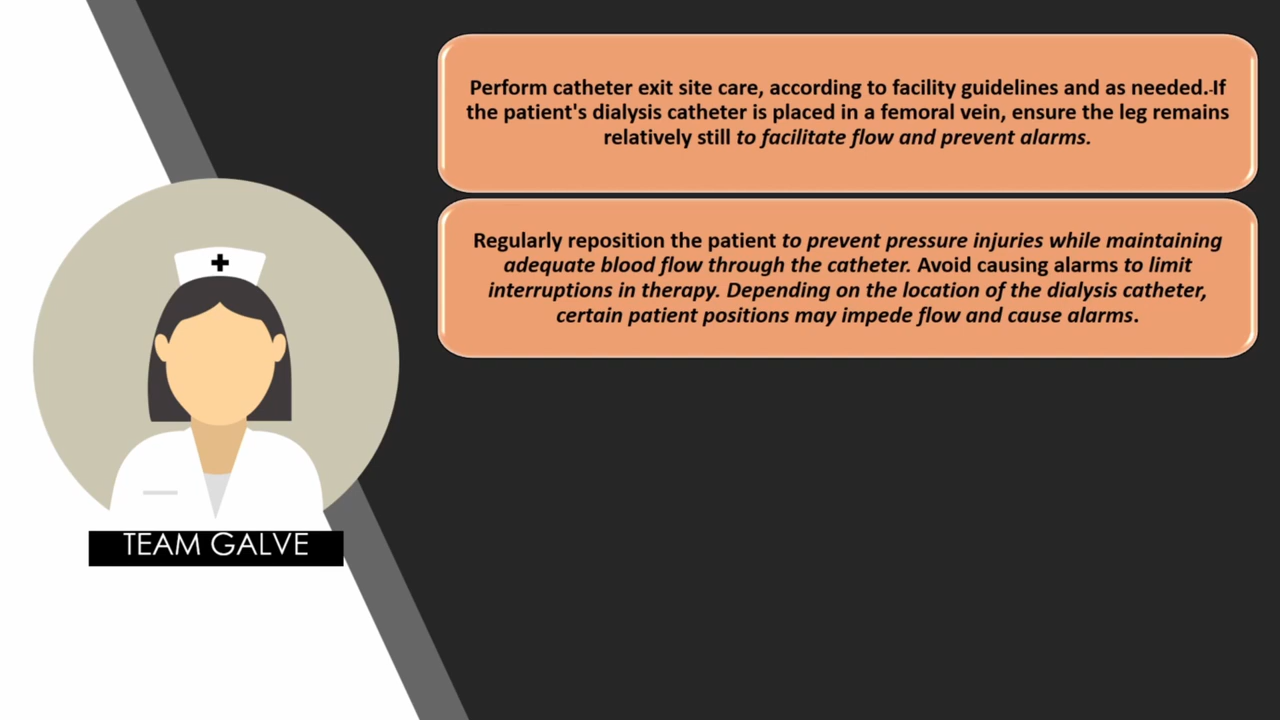 Perform catheter exit site care, according to facility guidelines and as needed. If
the patient's dialysis catheter is placed in a femoral vein, ensure the leg remains
relatively still to facilitate flow and prevent alarms.
Regularly reposition the patient to prevent pressure injuries while maintaining
adequate blood flow through the catheter. Avoid causing alarms to limit
interruptions in therapy. Depending on the location of the dialysis catheter,
certain patient positions may impede flow and cause alarms.
TEAM GALVE